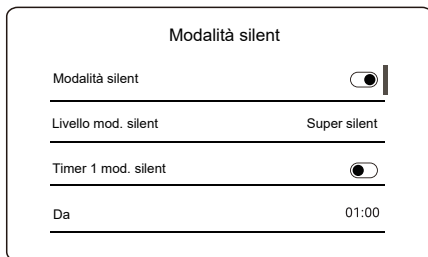 Modalità silent
Modalità silent
Livello mod. silent Super silent
Timer 1 mod. silent
Da 01:00